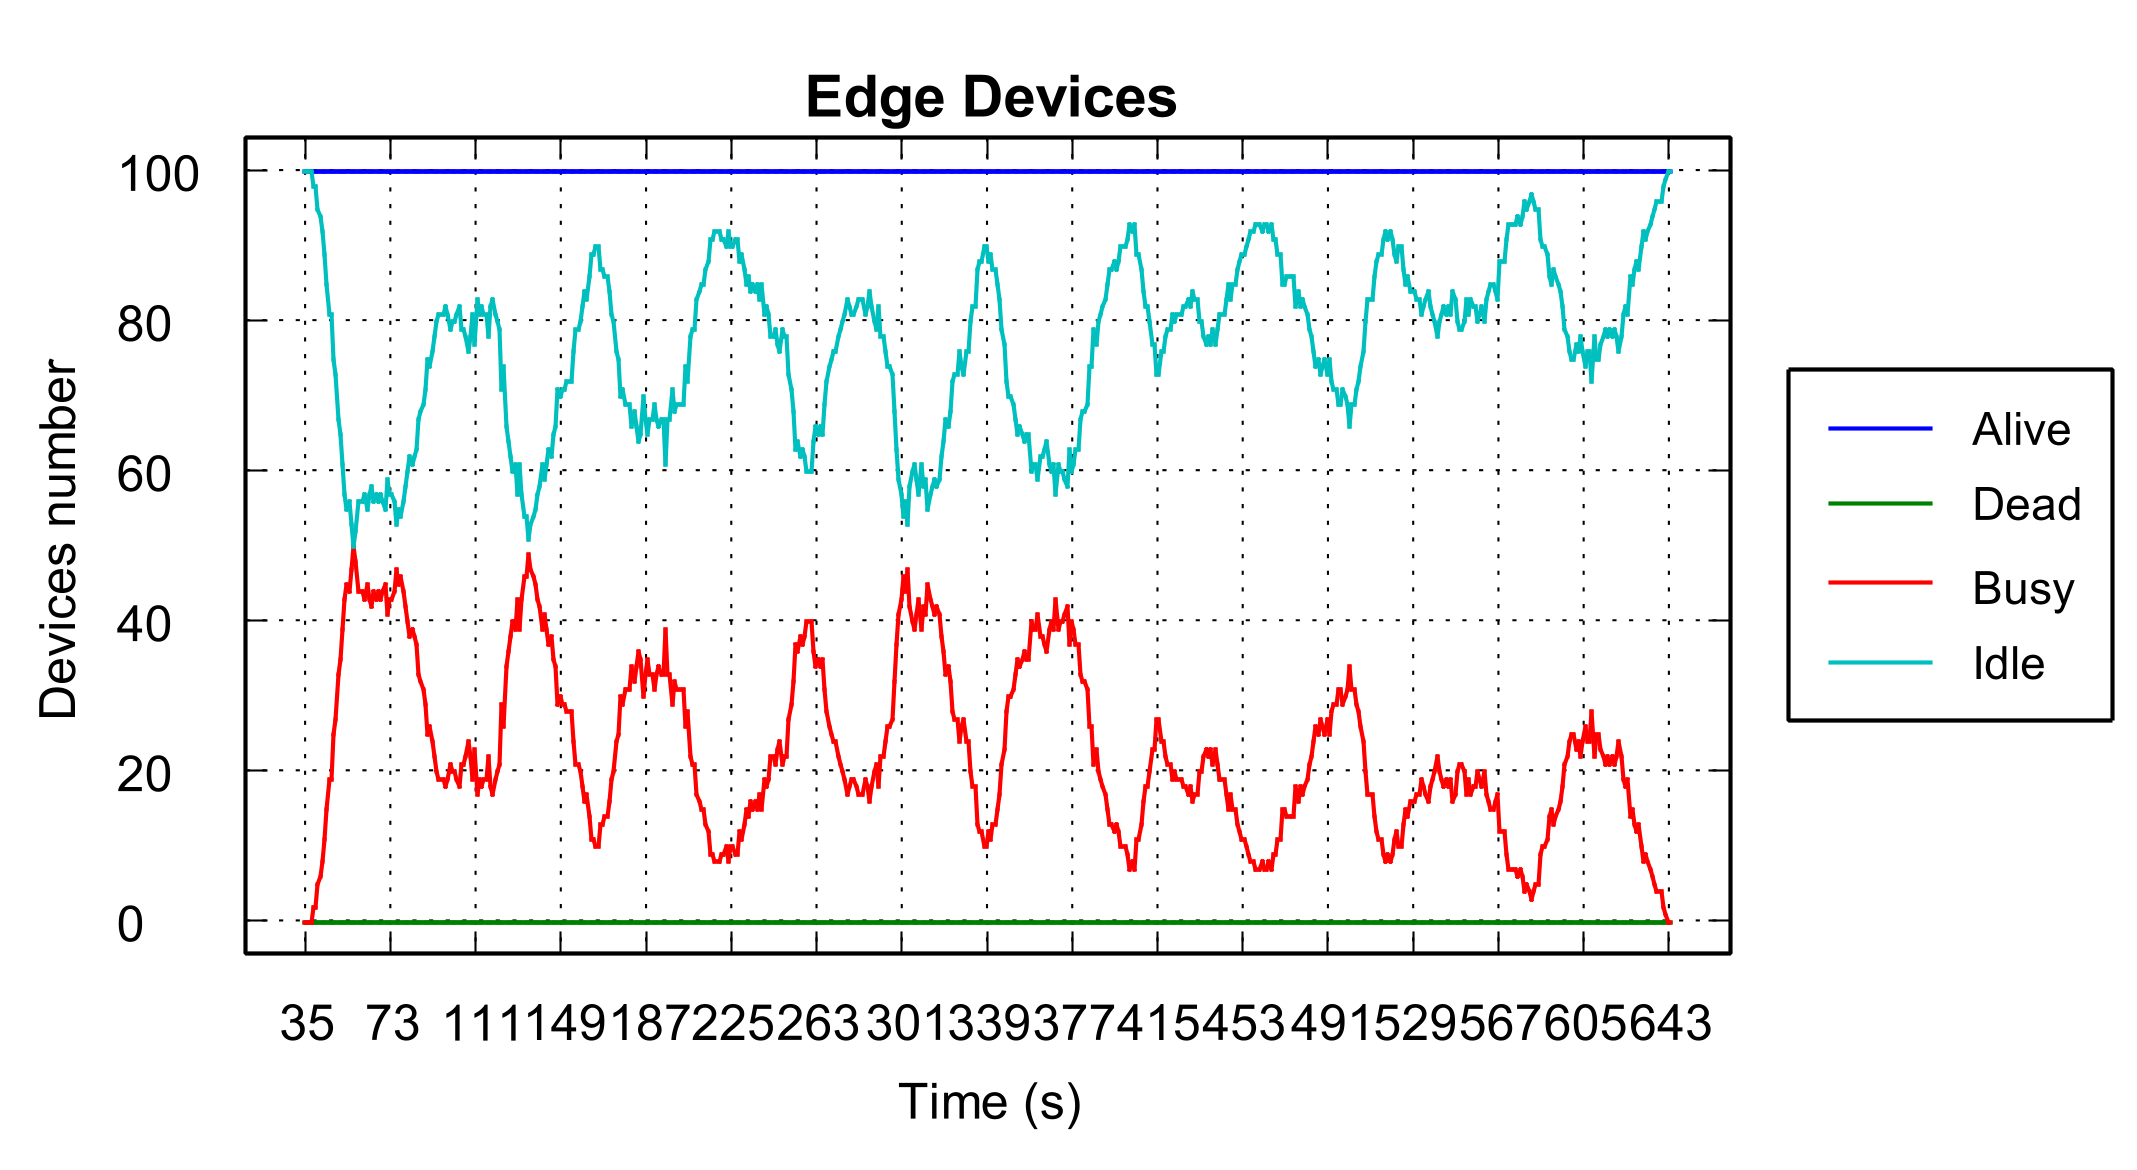 Edge Devices
100
80
60
40
20
0
Devices number
35 73 111 149 187 225 263 301 339 377 415 453 491 529 567 605 643
Time (s)
Alive
Dead
Busy
Idle